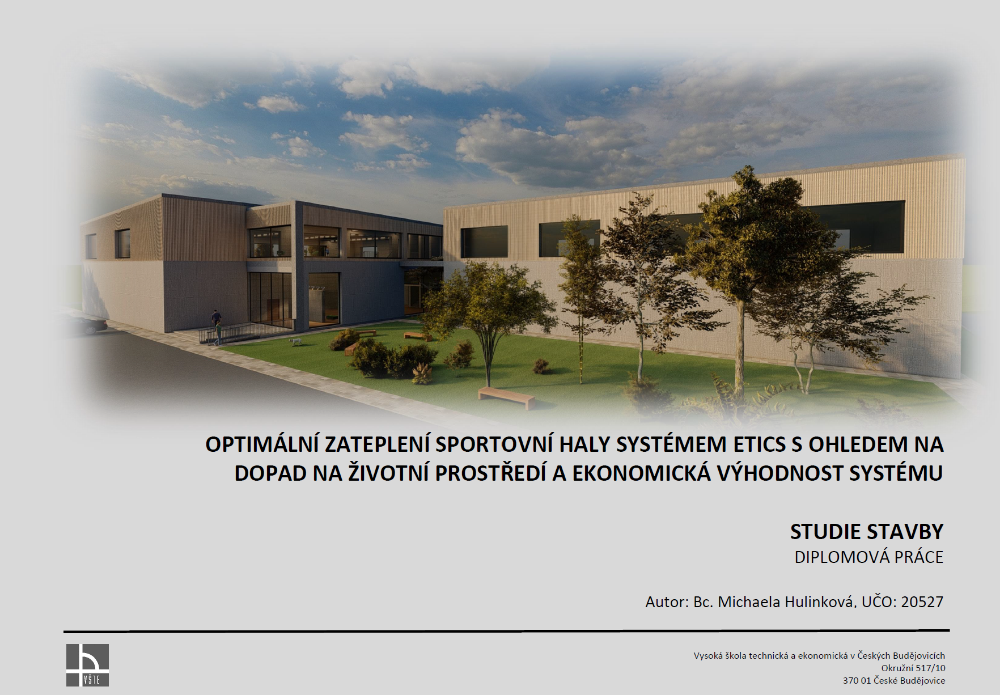 OPTIMÁLNÍ ZATEPLENÍ SPORTOVNÍ HALY SYSTÉMEM ETICS S OHLEDEM NA
DOPAD NA ŽIVOTNÍ PROSTŘEDÍ A EKONOMICKÁ VÝHODNOST SYSTÉMU
STUDIE STAVBY
DIPLOMOVÁ PRÁCE
Autor: Bc. Michaela Hulinková, UČO: 20527
VŠTE
Vysoká škola technická a ekonomická v Českých Budějovicích
Okružní 517/10
370 01 České Budějovice